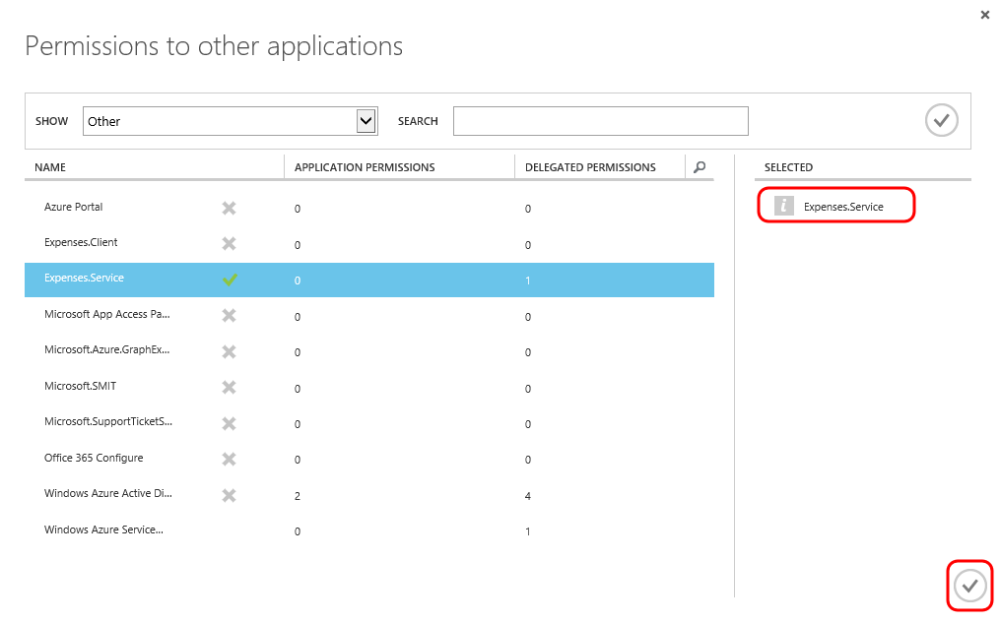 Permissions to other applications
SHOW Other SEARCH
NAME APPLICATION PERMISSIONS DELEGATED PERMISSIONS SELECTED
Azure Portal 0 0 Expenses.Service
Expenses.Client 0 0
Expenses.Service 0 1
Microsoft App Access Pa... 0 0
Microsoft.Azure.GraphEx... 0 0
Microsoft.SMIT 0 0
Microsoft.SupportTicketS... 0 0
Office 365 Configure 0 0
Windows Azure Active Di... 2 4
Windows Azure Service... 0 1